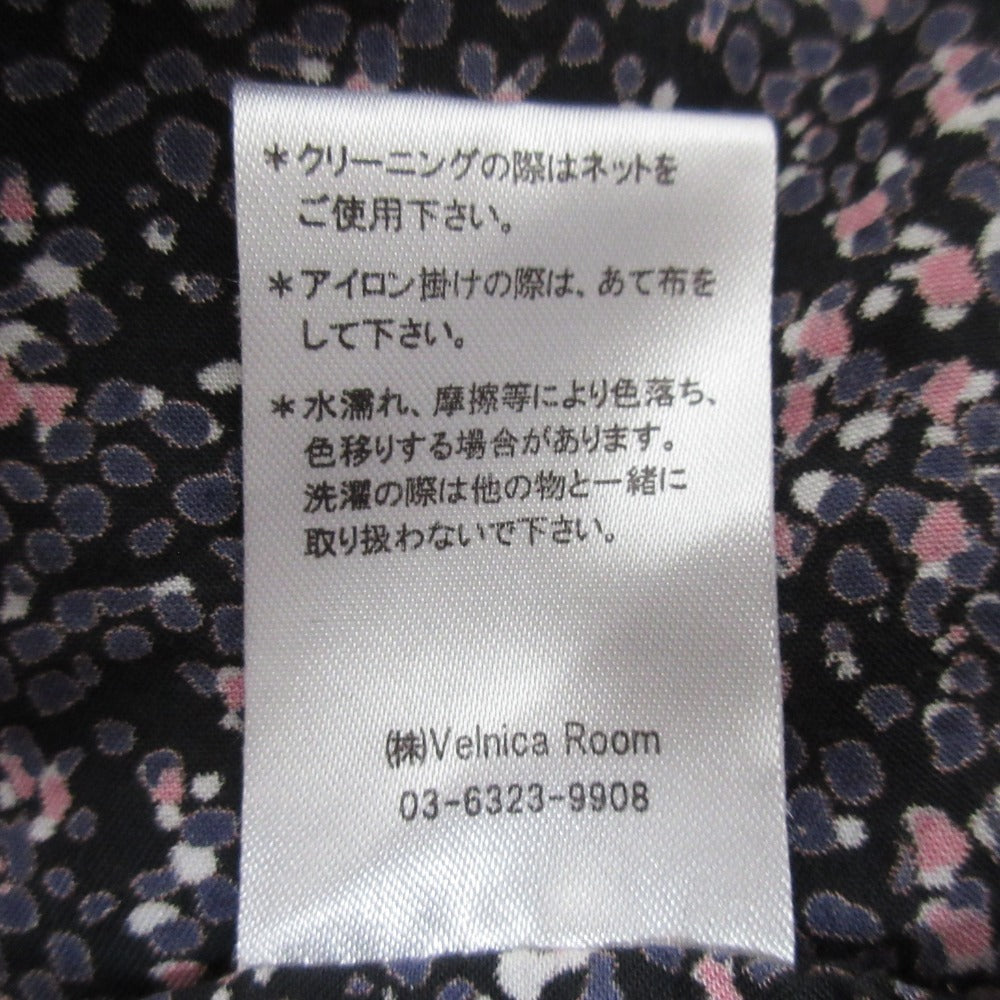 *クリーニングの際はネットを
ご使用下さい。
*アイロン掛けの際は、あて布を
して下さい。
*水濡れ、摩擦等により色落ち、
色移りする場合があります。
洗濯の際は他の物と一緒に
取り扱わないで下さい。
㈱Velnica Room
03-6323-9908